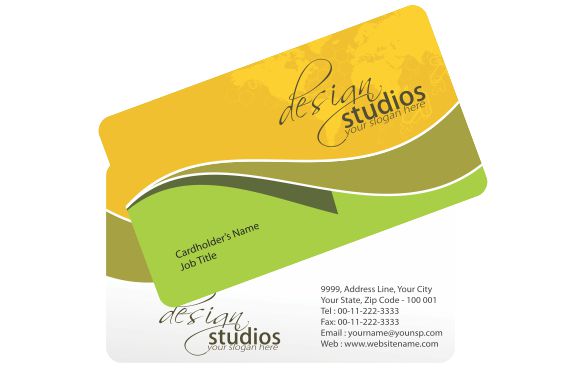 design
studios
your slogan here
Cardholder's Name
Job Title
9999, Address Line, Your City
Your State, Zip Code - 100 001
Tel : 00-11-222-3333
Fax: 00-11-222-3333
Email : yourname@younsp.com
Web : www.websitename.com
design
studios
your slogan here